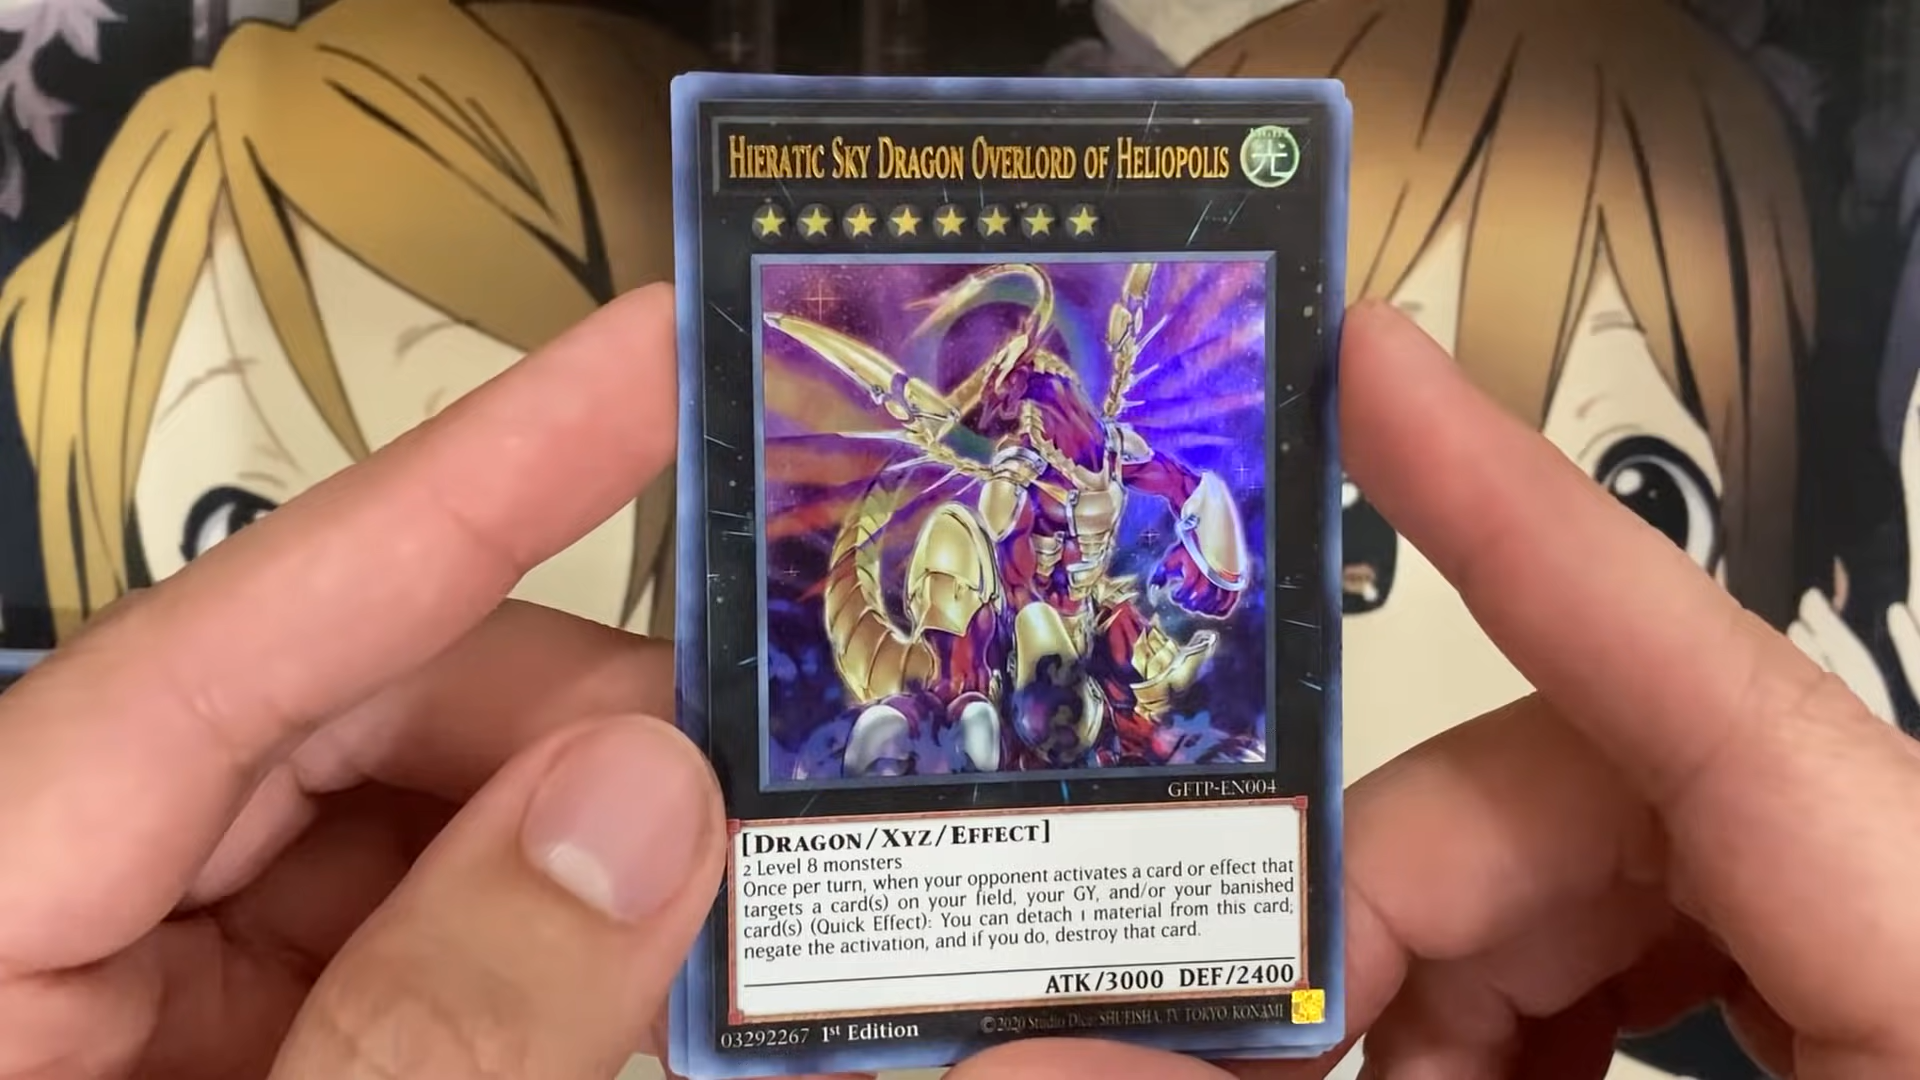 HIERATIC SKY DRAGON OVERLORD OF HELIOPOLIS
LIGHT
光
GFTP-EN004
[DRAGON/XYZ/EFFECT]
2 Level 8 monsters
Once per turn, when your opponent activates a card or effect that
targets a card(s) on your field, your GY, and/or your banished
card(s) (Quick Effect): You can detach 1 material from this card;
negate the activation, and if you do, destroy that card.
ATK/3000 DEF/2400
03292267 1st Edition
©2020 Studio Dice/SHUEISHA, TV TOKYO, KONAMI